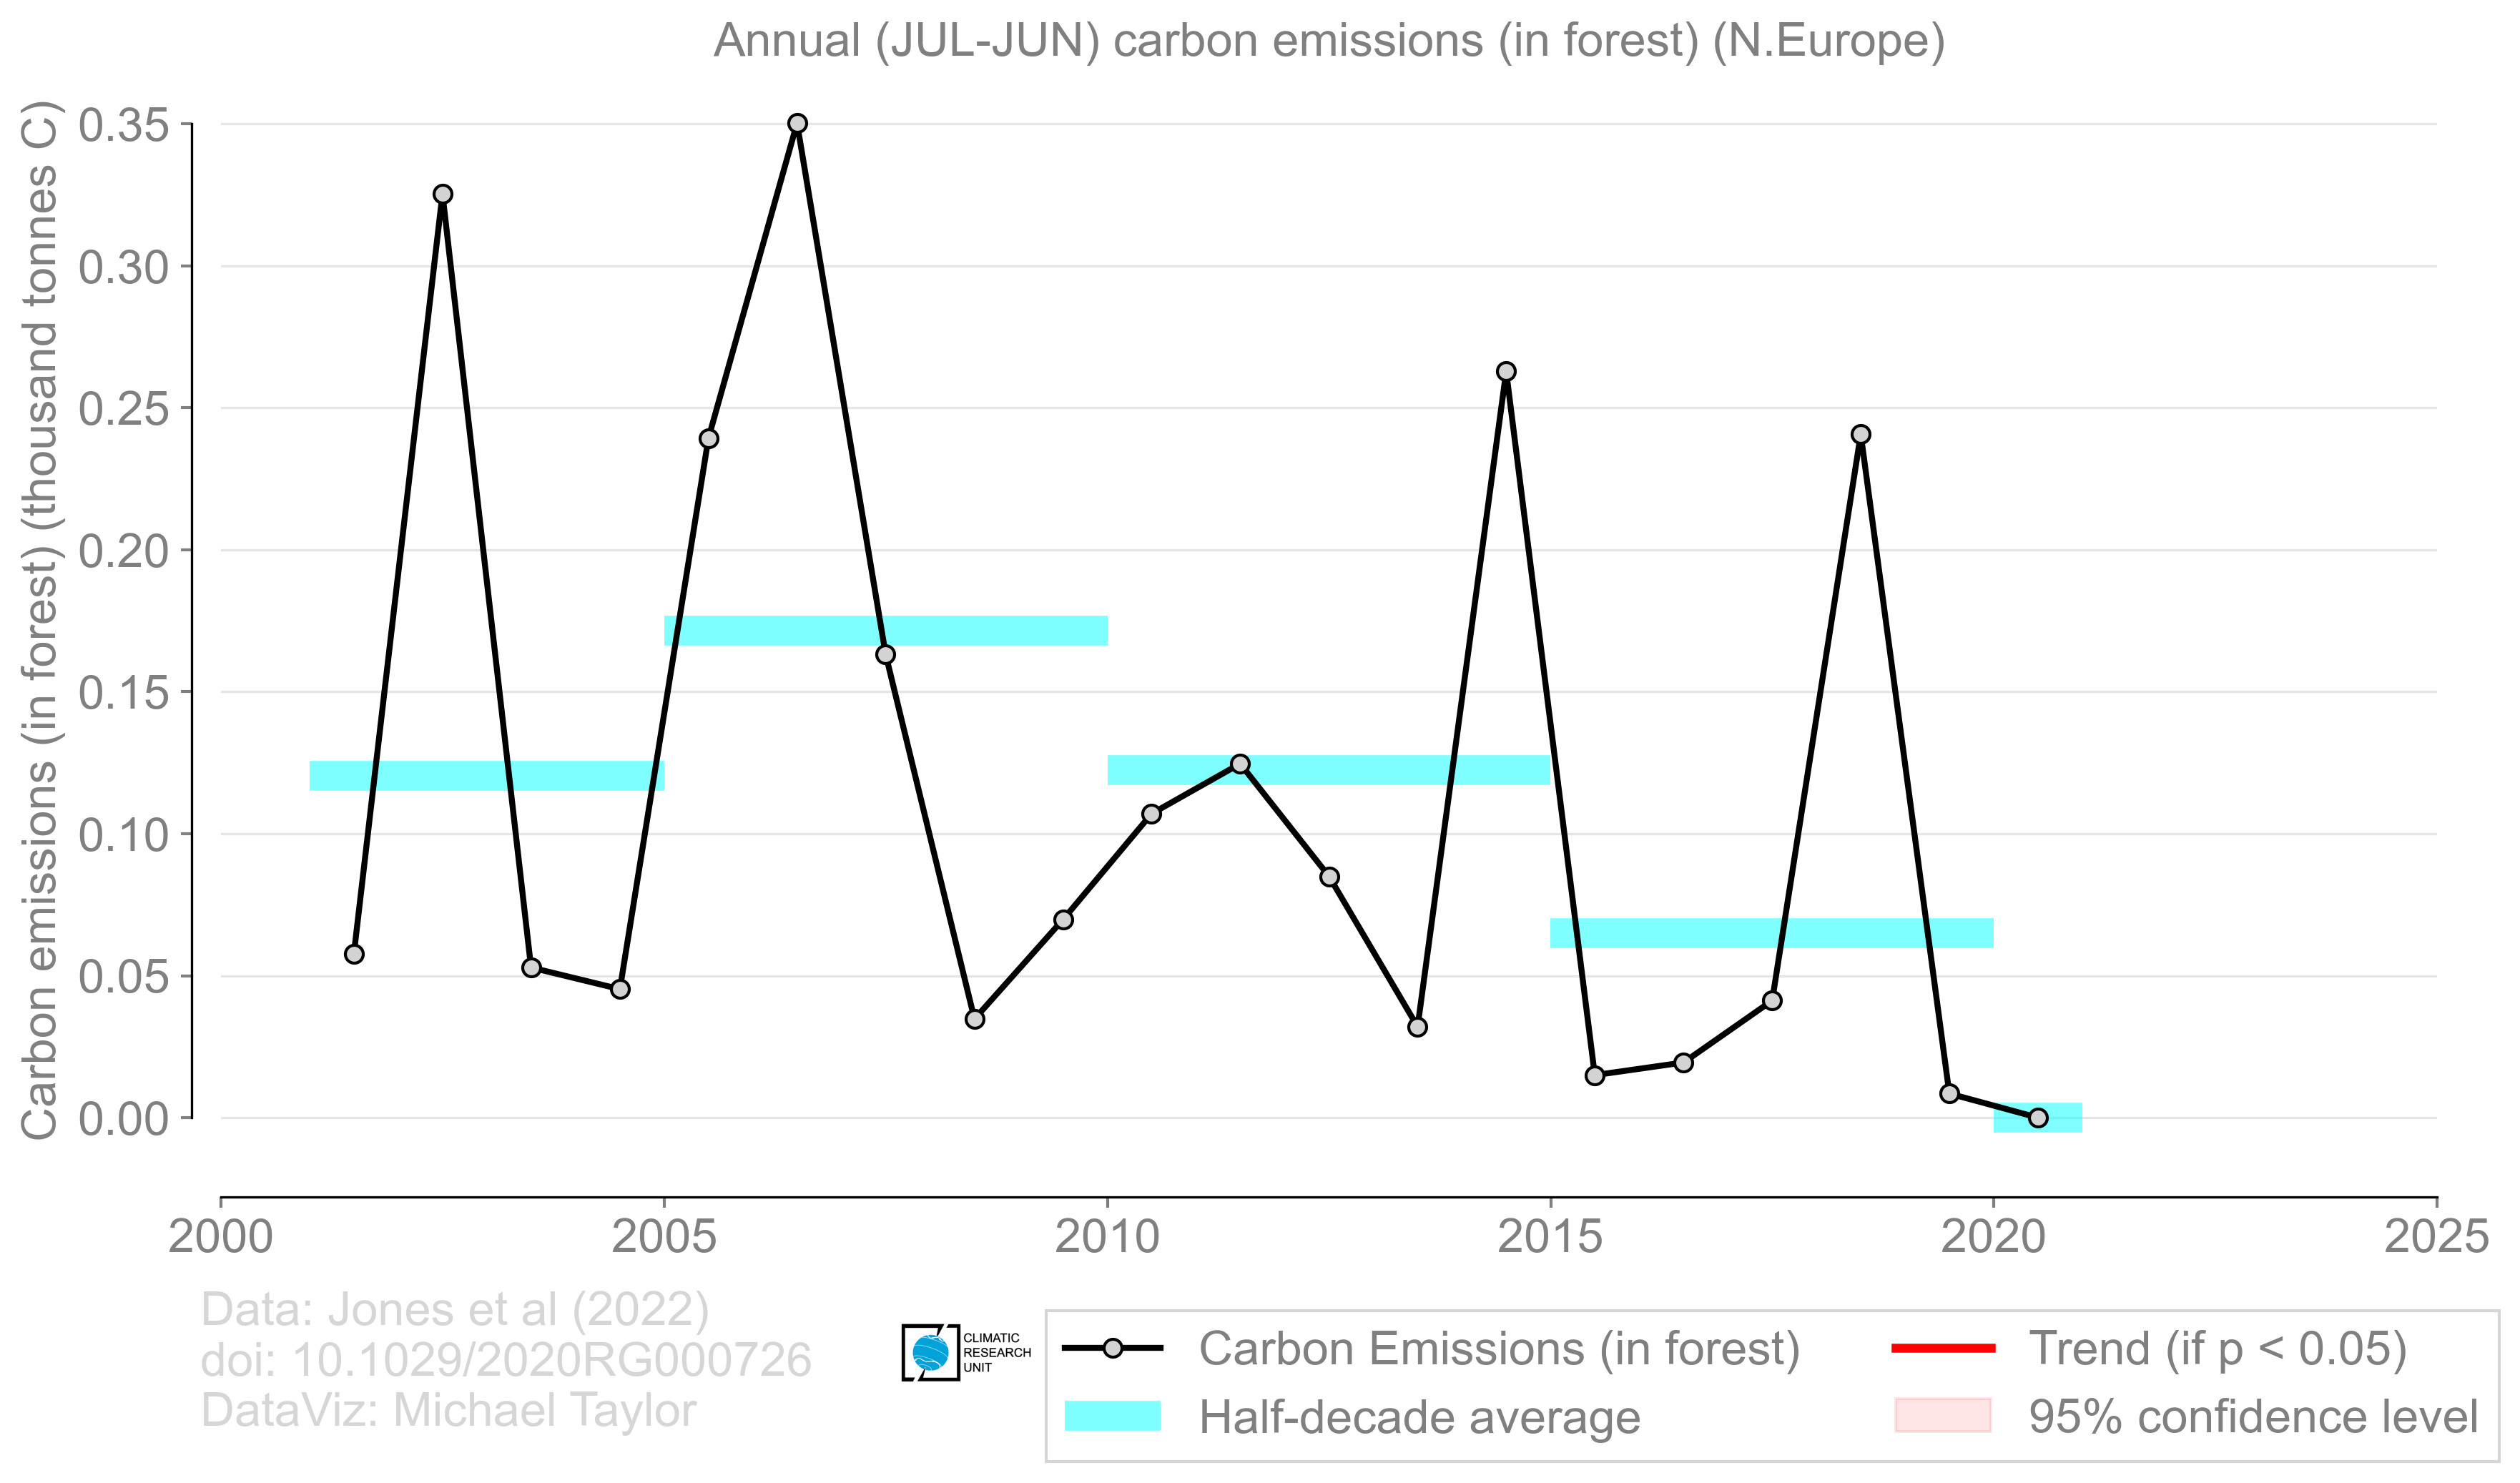 Annual (JUL-JUN) carbon emissions (in forest) (N.Europe)
Carbon emissions (in forest) (thousand tonnes C)
0.35
0.30
0.25
0.20
0.15
0.10
0.05
0.00
2000
2005
2010
2015
2020
2025
Data: Jones et al (2022)
doi: 10.1029/2020RG000726
DataViz: Michael Taylor
CLIMATIC
RESEARCH
UNIT
Carbon Emissions (in forest)
Half-decade average
Trend (if p < 0.05)
95% confidence level